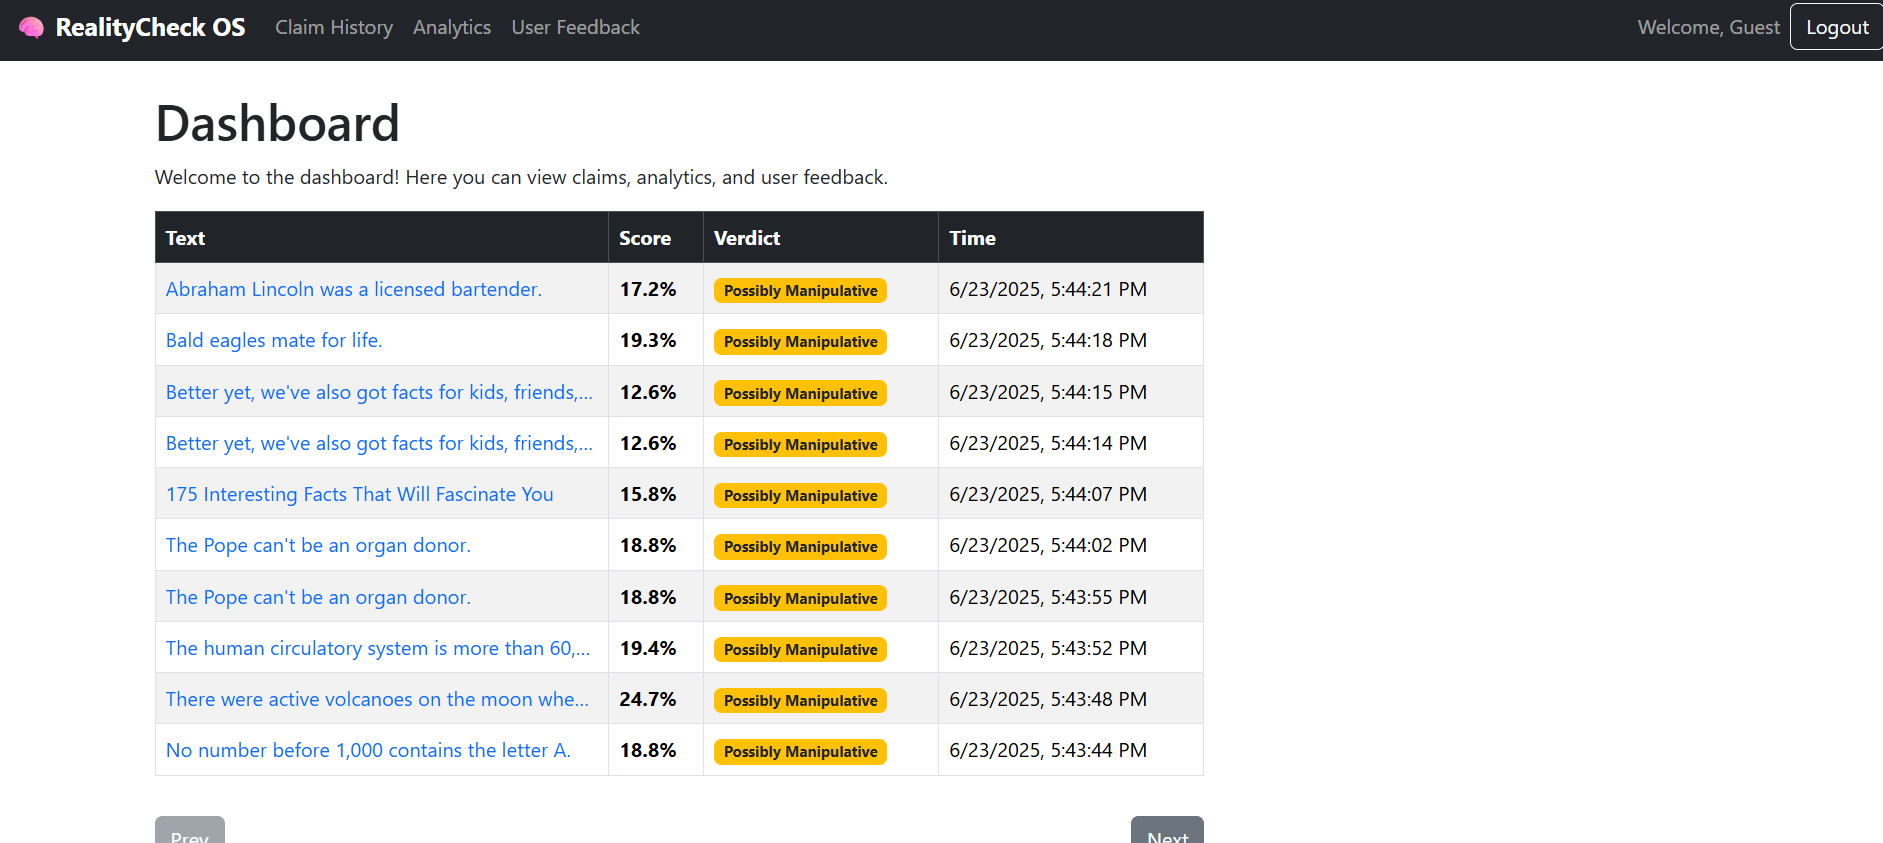 RealityCheck OS Claim History Analytics User Feedback Welcome, Guest Logout
Dashboard
Welcome to the dashboard! Here you can view claims, analytics, and user feedback.
Text Score Verdict Time
Abraham Lincoln was a licensed bartender. 17.2% Possibly Manipulative 6/23/2025, 5:44:21 PM
Bald eagles mate for life. 19.3% Possibly Manipulative 6/23/2025, 5:44:18 PM
Better yet, we've also got facts for kids, friends,... 12.6% Possibly Manipulative 6/23/2025, 5:44:15 PM
Better yet, we've also got facts for kids, friends,... 12.6% Possibly Manipulative 6/23/2025, 5:44:14 PM
175 Interesting Facts That Will Fascinate You 15.8% Possibly Manipulative 6/23/2025, 5:44:07 PM
The Pope can't be an organ donor. 18.8% Possibly Manipulative 6/23/2025, 5:44:02 PM
The Pope can't be an organ donor. 18.8% Possibly Manipulative 6/23/2025, 5:43:55 PM
The human circulatory system is more than 60,... 19.4% Possibly Manipulative 6/23/2025, 5:43:52 PM
There were active volcanoes on the moon whe... 24.7% Possibly Manipulative 6/23/2025, 5:43:48 PM
No number before 1,000 contains the letter A. 18.8% Possibly Manipulative 6/23/2025, 5:43:44 PM
Prev Next